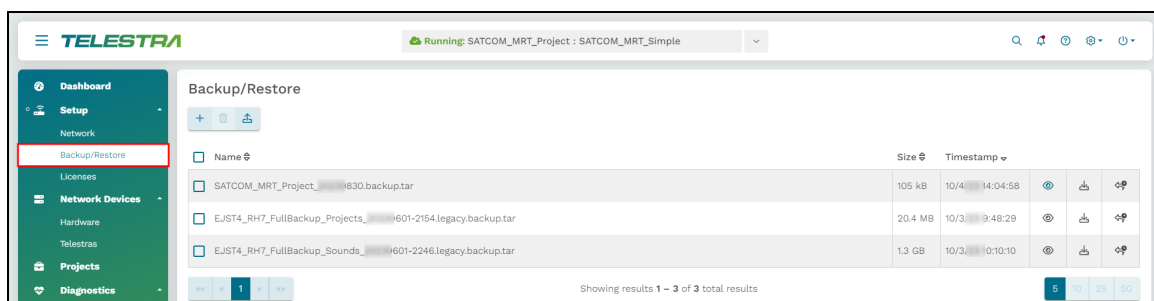 TELESTRA
Running: SATCOM_MRT_Project : SATCOM_MRT_Simple
Dashboard
Setup
Network
Backup/Restore
Licenses
Network Devices
Hardware
Telestras
Projects
Diagnostics
Backup/Restore
Name Size Timestamp
SATCOM_MRT_Project_ 830.backup.tar 105 kB 10/4 4:04:58
EJST4_RH7_FullBackup_Projects_ 601-2154.legacy.backup.tar 20.4 MB 10/3 9:48:29
EJST4_RH7_FullBackup_Sounds_ 601-2246.legacy.backup.tar 1.3 GB 10/3/ 0:10:10
<< < 1 > >> Showing results 1 – 3 of 3 total results 5 10 25 50